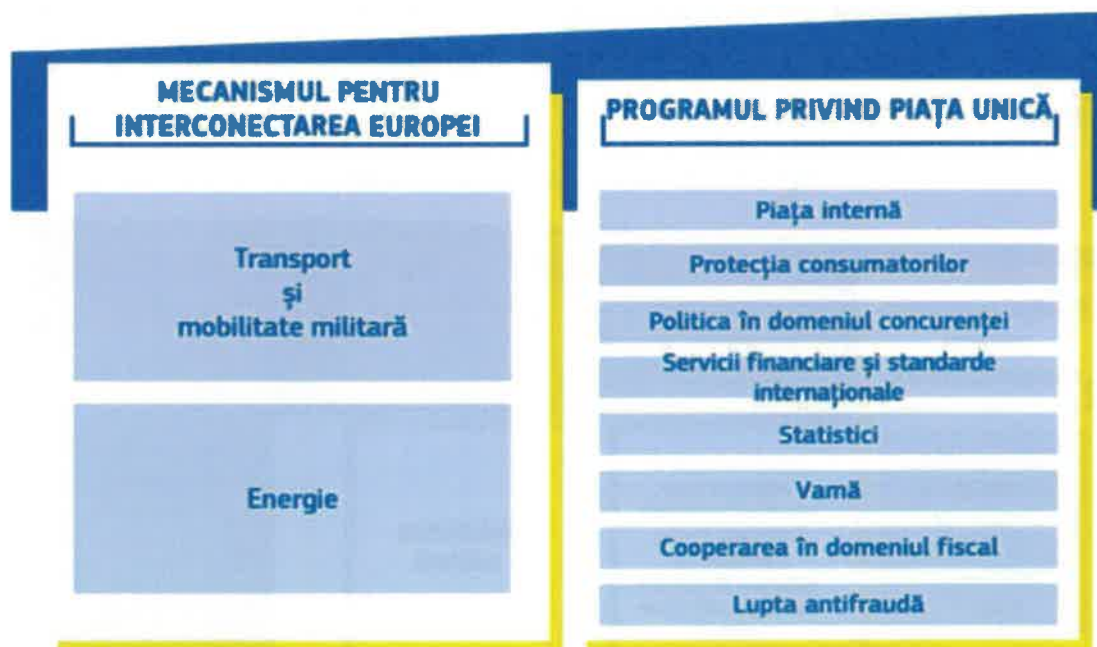 MECANISMUL PENTRU
INTERCONECTAREA EUROPEI
Transport
și
mobilitate militară
Energie
PROGRAMUL PRIVIND PIAȚA UNICĂ
Piața internă
Protecția consumatorilor
Politica în domeniul concurenței
Servicii financiare și standarde
internaționale
Statistici
Vamă
Cooperarea în domeniul fiscal
Lupta antifraudă